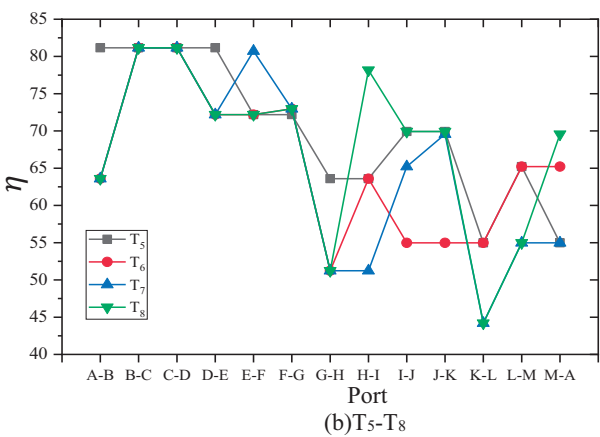 85
80
75
70
65
60
55
50
45
40
η
T5
T6
T7
T8
A-B B-C C-D D-E E-F F-G G-H H-I I-J J-K K-L L-M M-A
Port
(b)T5-T8